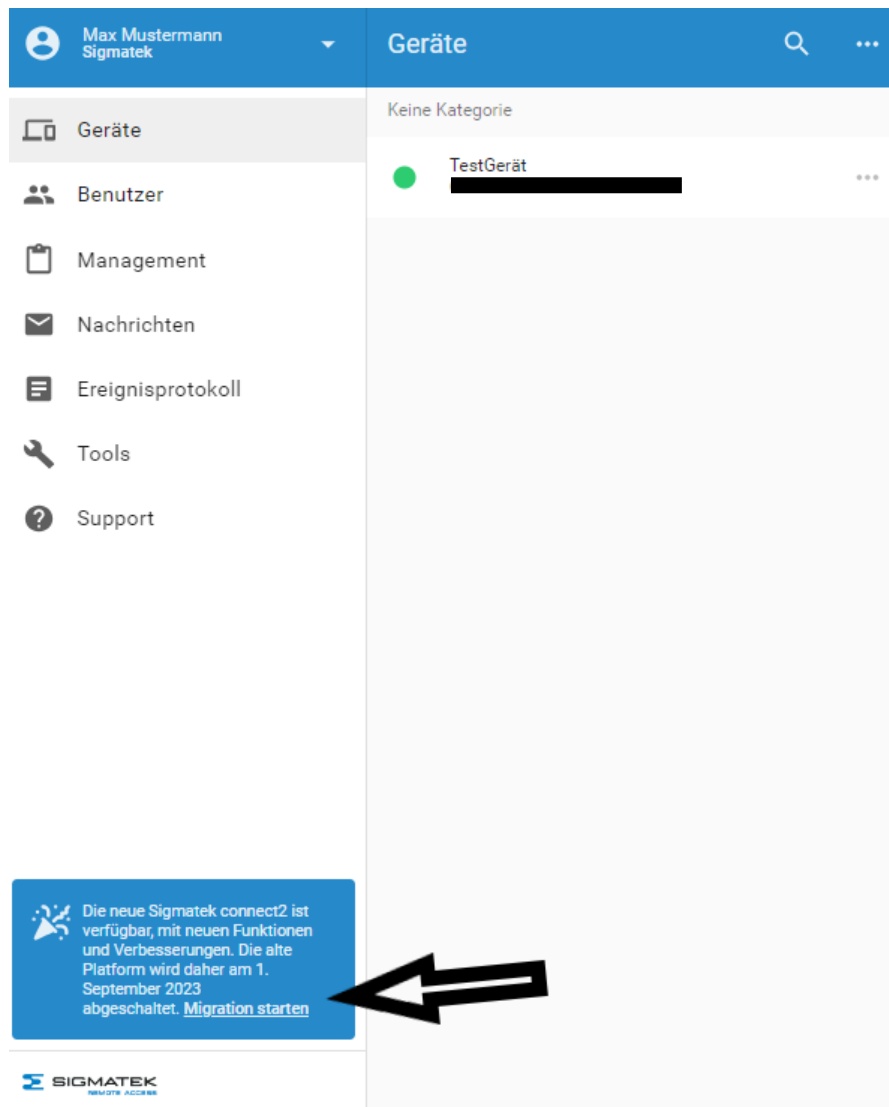 Max Mustermann
Sigmatek
Geräte
Keine Kategorie
TestGerät
Geräte
Benutzer
Management
Nachrichten
Ereignisprotokoll
Tools
Support
Die neue Sigmatek connect2 ist
verfügbar, mit neuen Funktionen
und Verbesserungen. Die alte
Platform wird daher am 1.
September 2023
abgeschaltet. Migration starten
SIGMATEK
REMOTE ACCESS